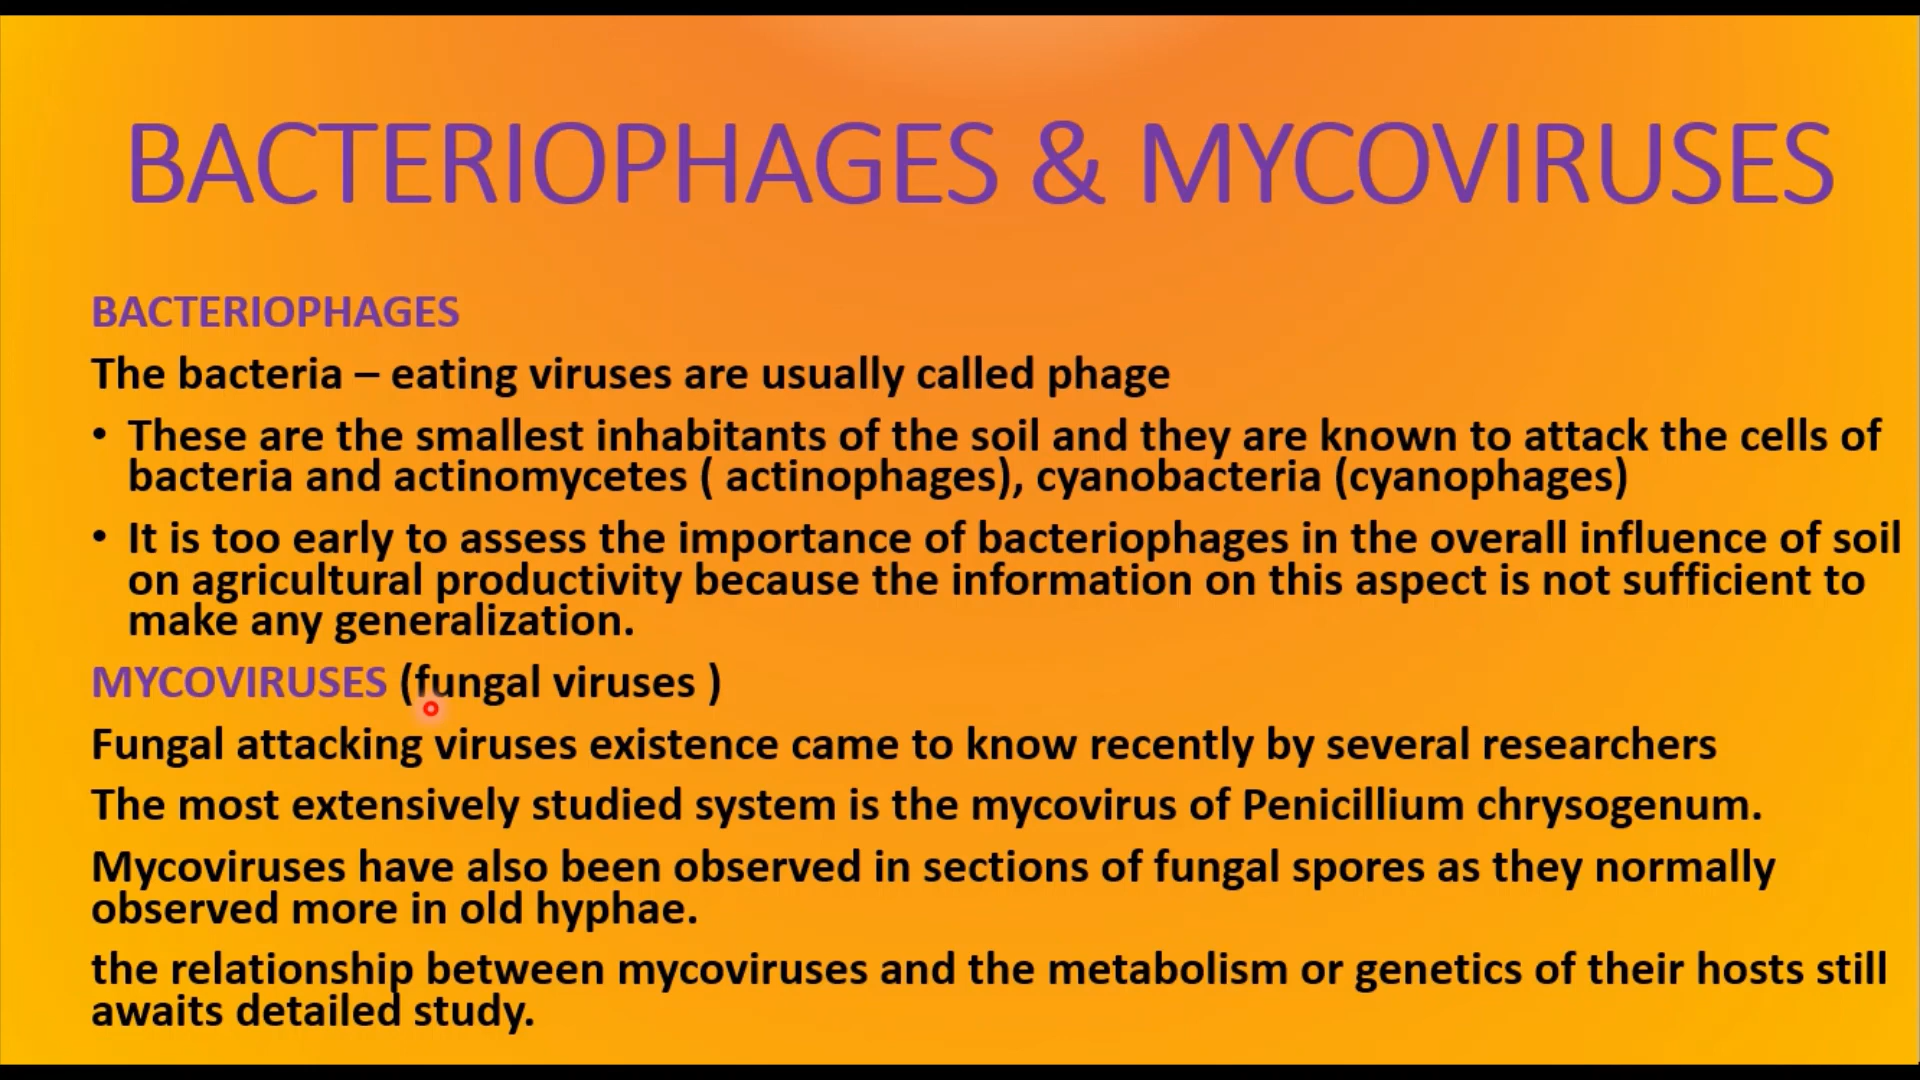 BACTERIOPHAGES & MYCOVIRUSES
BACTERIOPHAGES
The bacteria – eating viruses are usually called phage
• These are the smallest inhabitants of the soil and they are known to attack the cells of
bacteria and actinomycetes ( actinophages), cyanobacteria (cyanophages)
• It is too early to assess the importance of bacteriophages in the overall influence of soil
on agricultural productivity because the information on this aspect is not sufficient to
make any generalization.
MYCOVIRUSES (fungal viruses )
Fungal attacking viruses existence came to know recently by several researchers
The most extensively studied system is the mycovirus of Penicillium chrysogenum.
Mycoviruses have also been observed in sections of fungal spores as they normally
observed more in old hyphae.
the relationship between mycoviruses and the metabolism or genetics of their hosts still
awaits detailed study.